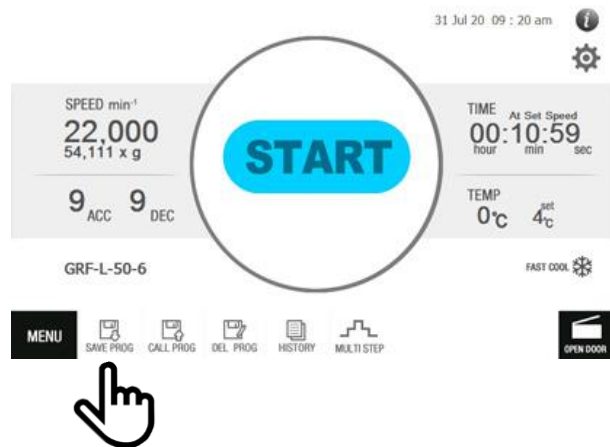 31 Jul 20 09 : 20 am
i
SPEED min-1
22,000
54,111 x g
9 ACC 9 DEC
GRF-L-50-6
START
TIME At Set Speed
00:10:59
hour min sec
TEMP
0°C set 4°C
FAST COOL
MENU
SAVE PROG
CALL PROG
DEL PROG
HISTORY
MULTI STEP
OPEN DOOR